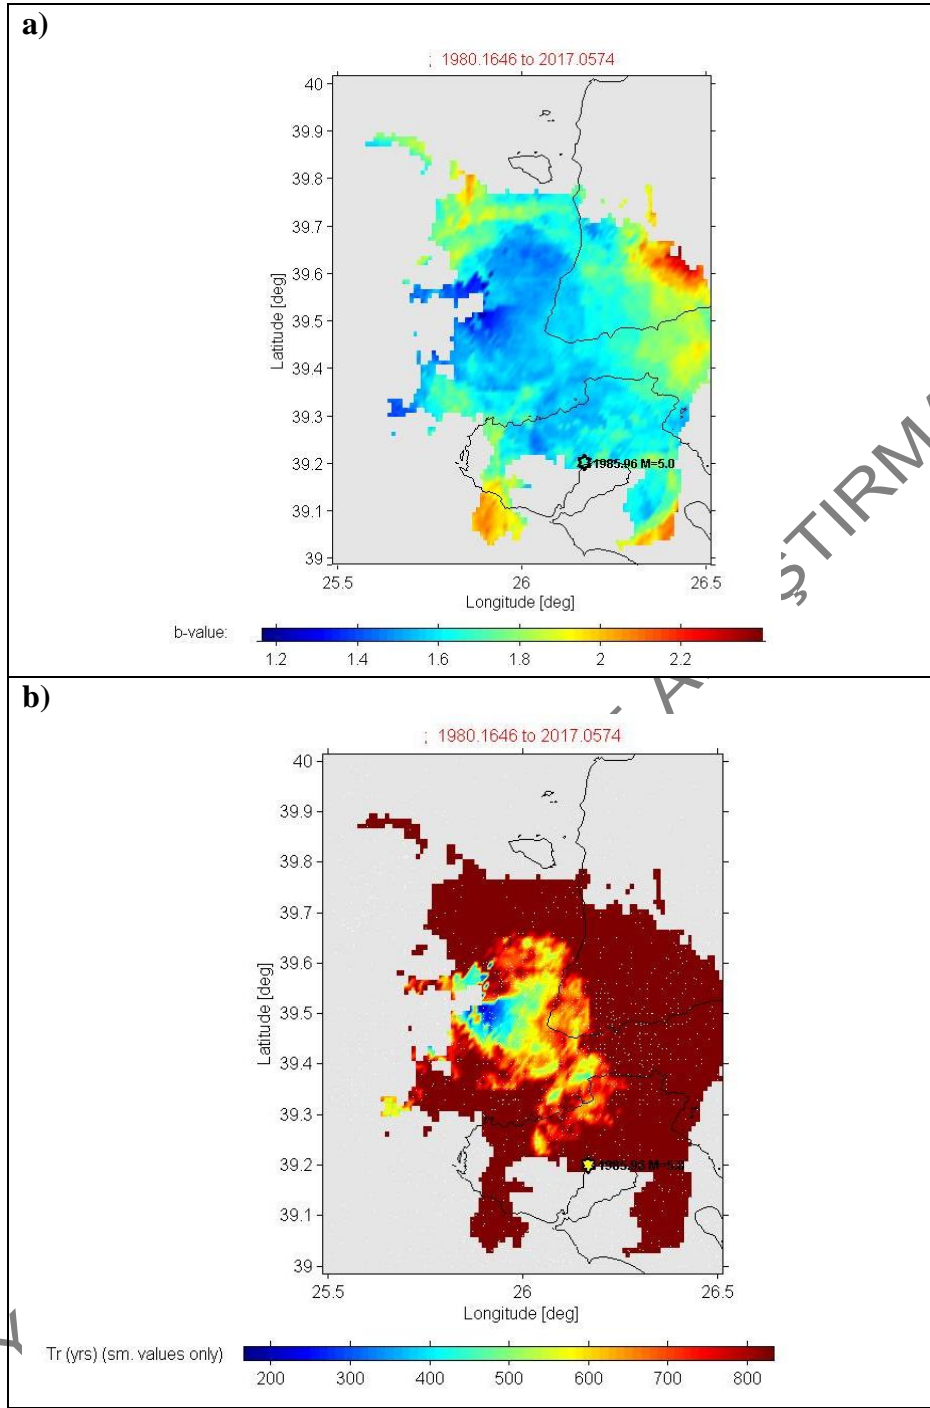 a)
; 1980.1646 to 2017.0574
40
39.9
39.8
39.7
39.6
39.5
39.4
39.3
39.2
39.1
39
Latitude [deg]
1985.96 M=5.0
25.5 26 26.5
Longitude [deg]
b-value:
1.2 1.4 1.6 1.8 2 2.2
ŞTIRMA
b)
; 1980.1646 to 2017.0574
40
39.9
39.8
39.7
39.6
39.5
39.4
39.3
39.2
39.1
39
Latitude [deg]
25.5 26 26.5
Longitude [deg]
Tr (yrs) (sm. values only)
200 300 400 500 600 700 800